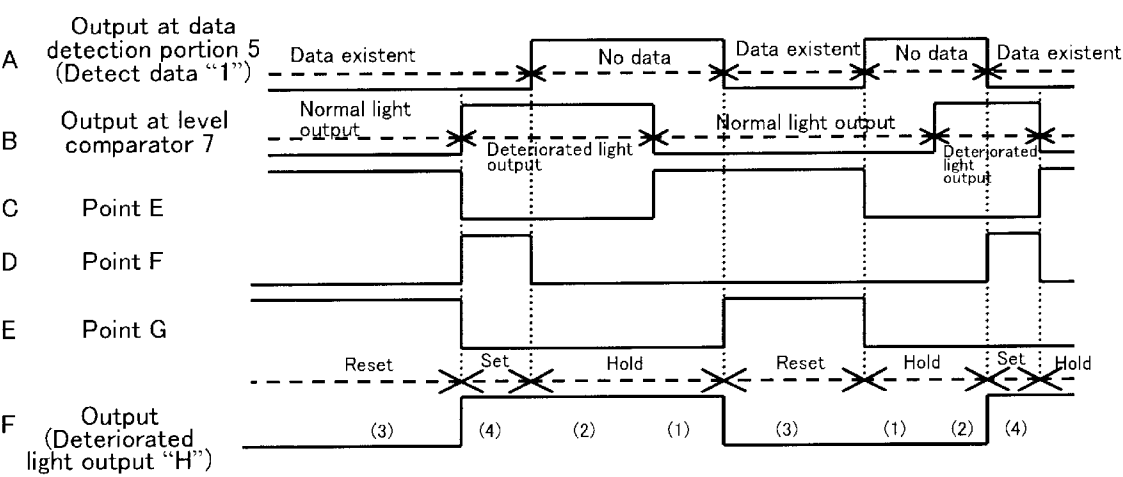 A
Output at data
detection portion 5
(Detect data "1")
Data existent
No data
Data existent
No data
Data existent
B
Output at level
comparator 7
Normal light
output
Deteriorated light
output
Normal light output
Deteriorated
light
output
C
Point E
D
Point F
E
Point G
Reset
Set
Hold
Reset
Hold
Set
Hold
F
Output
(Deteriorated
light output "H")
(3)
(4)
(2)
(1)
(3)
(1)
(2)
(4)